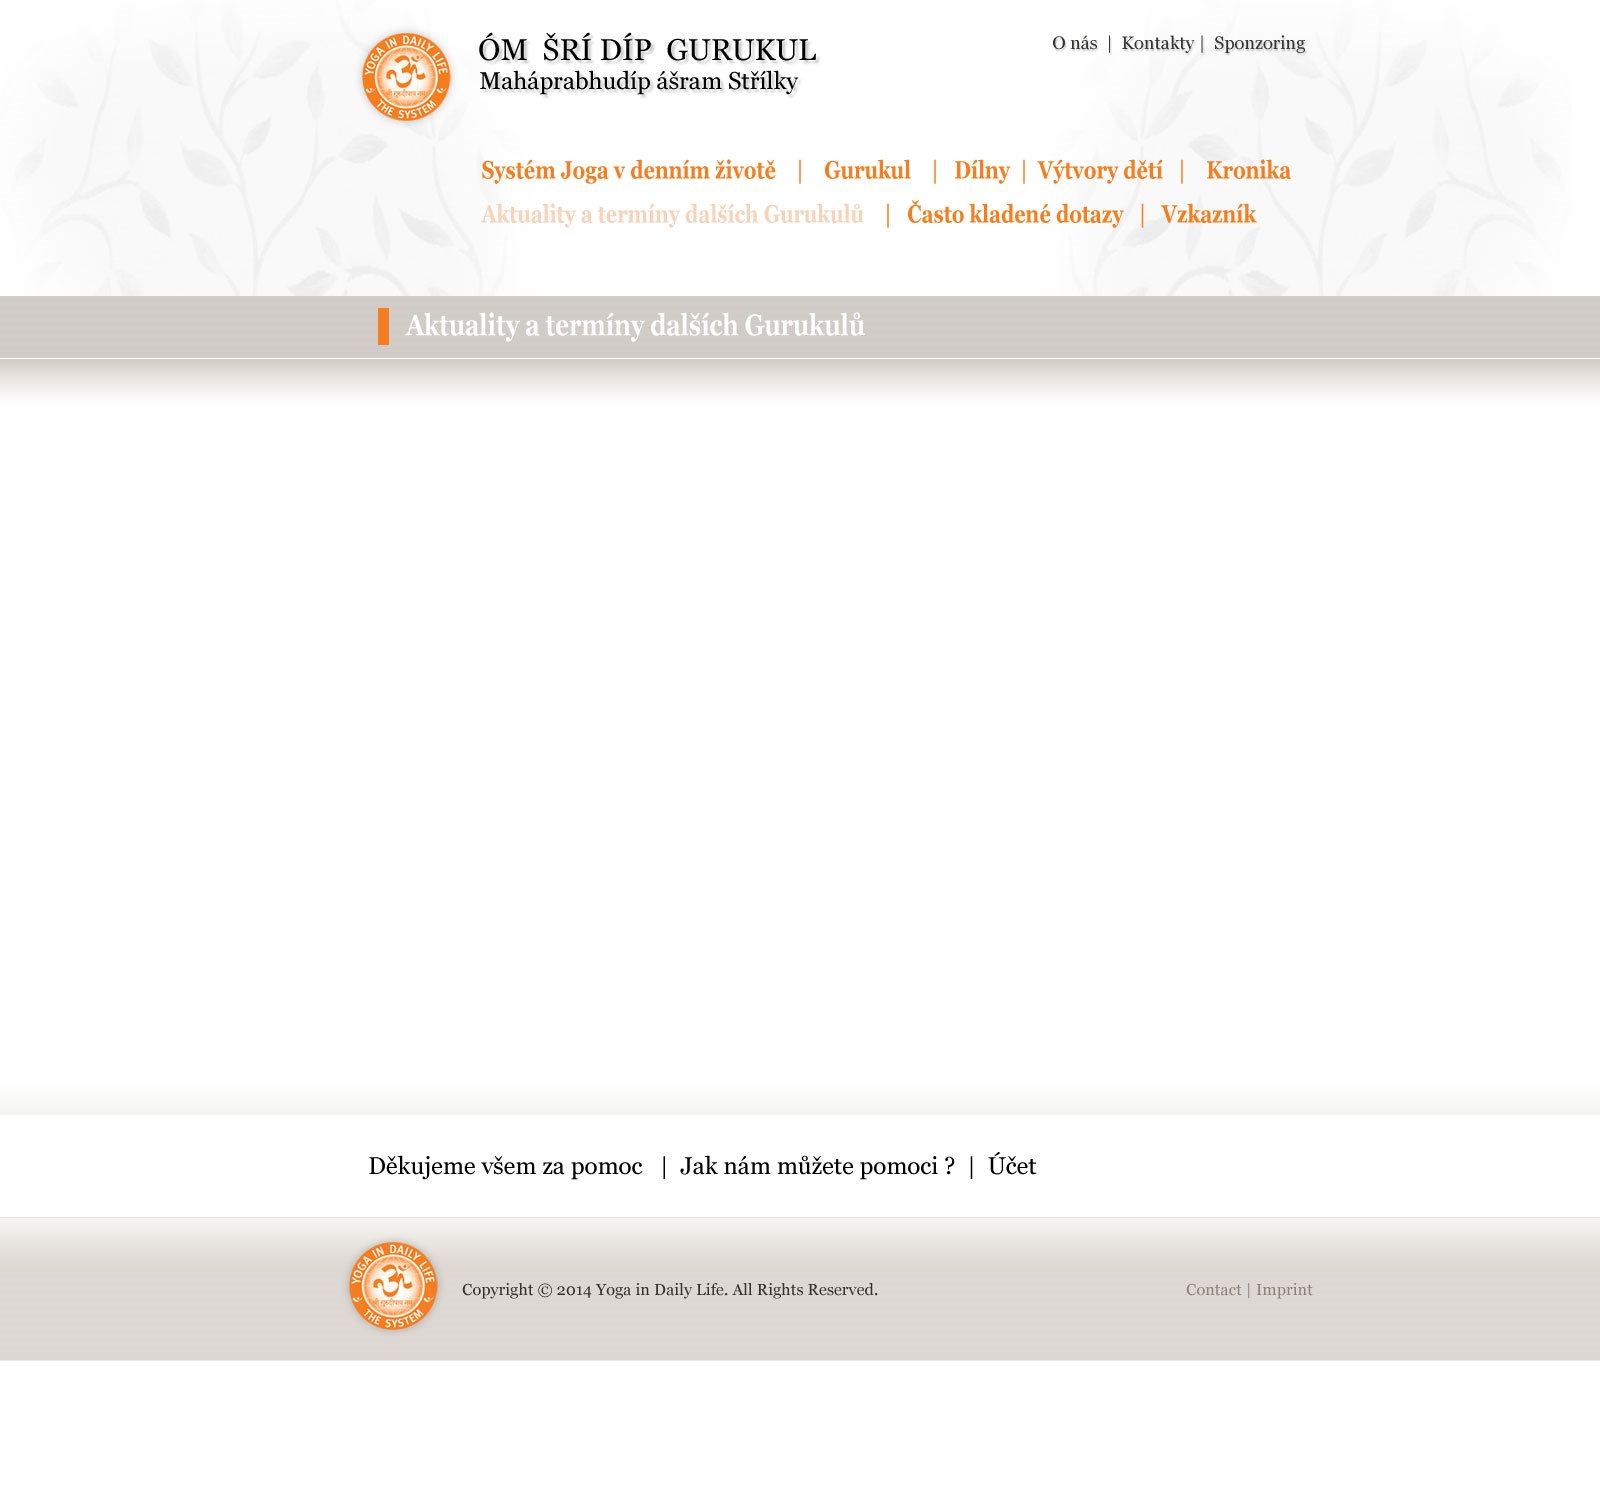 YOGA IN DAILY LIFE
ॐ
श्री गुरुदीपाय नमः
THE SYSTEM
ÓM ŠRÍ DÍP GURUKUL
Maháprabhudíp ášram Střílky
O nás | Kontakty | Sponzoring
Systém Joga v denním životě | Gurukul | Dílny | Výtvory dětí | Kronika
Aktuality a termíny dalších Gurukulů | Často kladené dotazy | Vzkazník
Aktuality a termíny dalších Gurukulů
Děkujeme všem za pomoc | Jak nám můžete pomoci ? | Účet
YOGA IN DAILY LIFE
ॐ
श्री गुरुदीपाय नमः
THE SYSTEM
Copyright © 2014 Yoga in Daily Life. All Rights Reserved.
Contact | Imprint